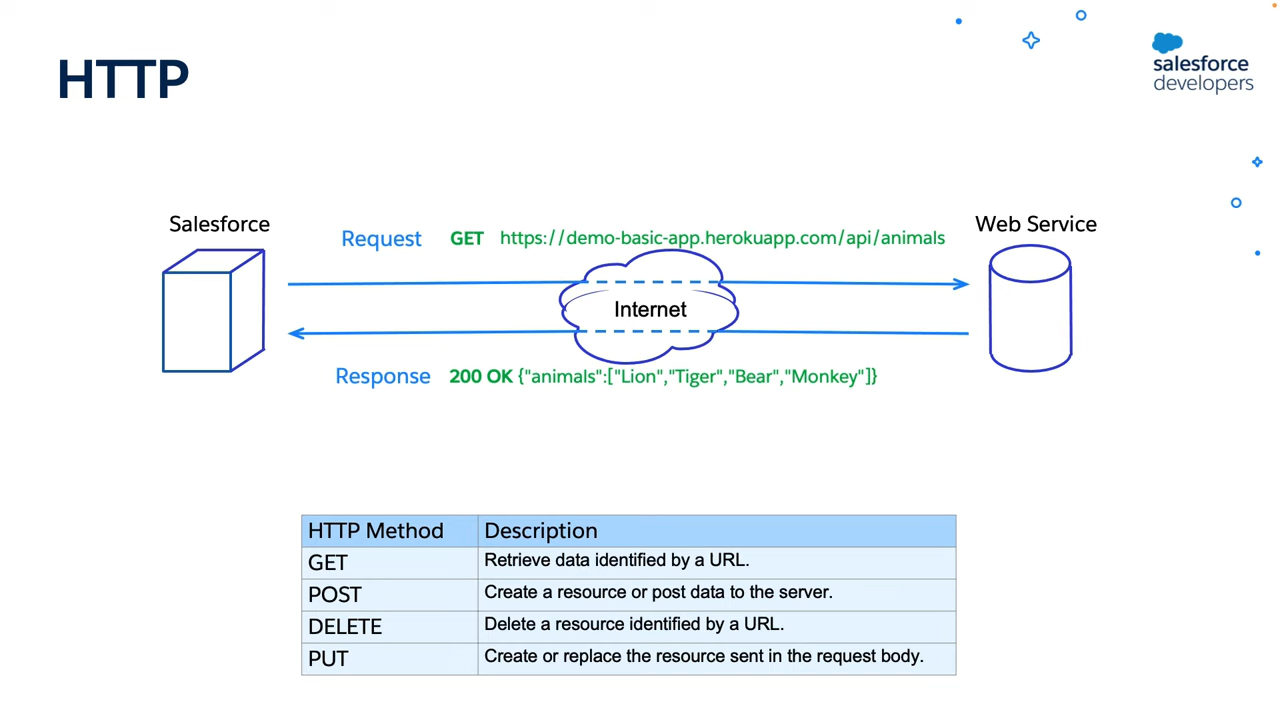 HTTP
salesforce
developers
Salesforce
Web Service
Request GET https://demo-basic-app.herokuapp.com/api/animals
Internet
Response 200 OK {"animals":["Lion","Tiger","Bear","Monkey"]}
HTTP Method Description
GET Retrieve data identified by a URL.
POST Create a resource or post data to the server.
DELETE Delete a resource identified by a URL.
PUT Create or replace the resource sent in the request body.